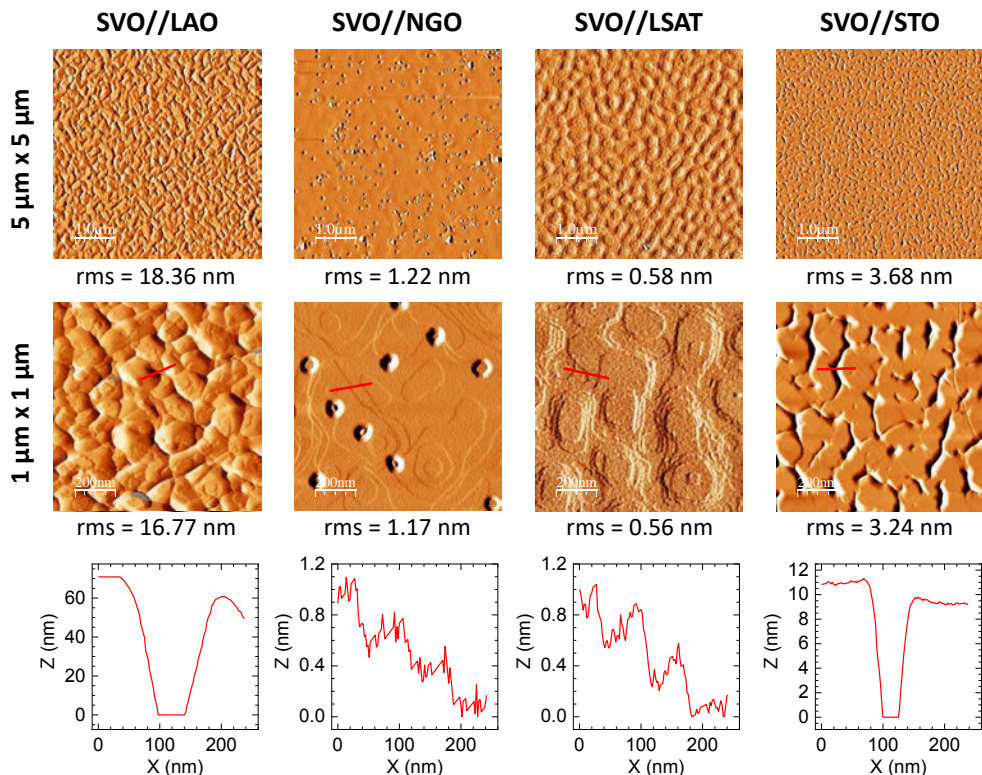 SVO//LAO SVO//NGO SVO//LSAT SVO//STO
5 µm x 5 µm
1.0µm 1.0µm 1.0µm 1.0µm
rms = 18.36 nm rms = 1.22 nm rms = 0.58 nm rms = 3.68 nm
1 µm x 1 µm
200nm 200nm 200nm 200nm
rms = 16.77 nm rms = 1.17 nm rms = 0.56 nm rms = 3.24 nm
Z (nm)
60
40
20
0
0 100 200
X (nm)
Z (nm)
1.2
0.8
0.4
0.0
0 100 200
X (nm)
Z (nm)
1.2
0.8
0.4
0.0
0 100 200
X (nm)
Z (nm)
12
10
8
6
4
2
0
0 100 200
X (nm)